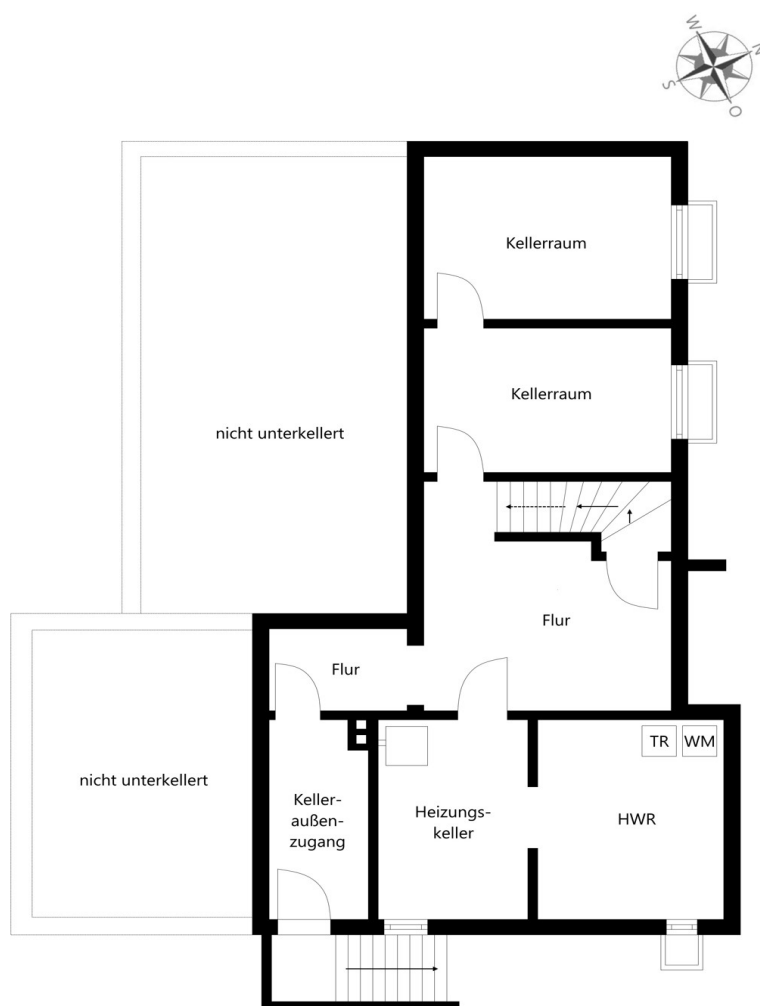 W
N
S
O
Kellerraum
Kellerraum
nicht unterkellert
Flur
Flur
TR
WM
nicht unterkellert
Keller-
außen-
zugang
Heizungs-
keller
HWR